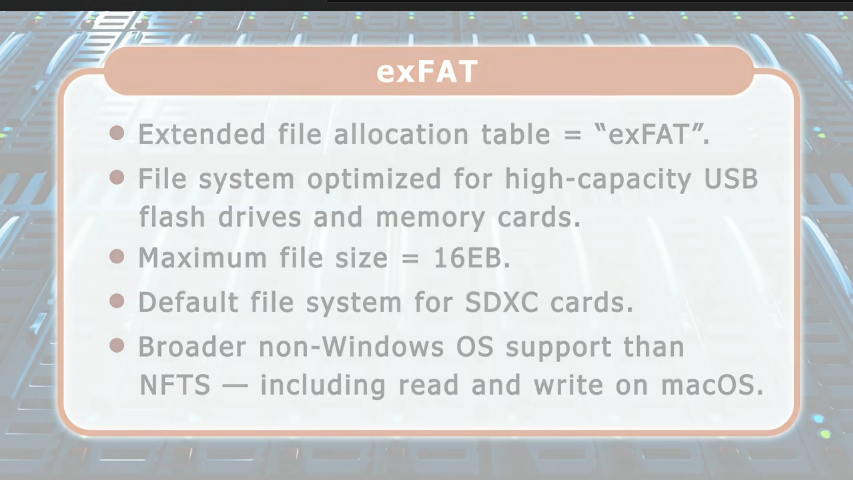 exFAT
● Extended file allocation table = “exFAT”.
● File system optimized for high-capacity USB
flash drives and memory cards.
● Maximum file size = 16EB.
● Default file system for SDXC cards.
● Broader non-Windows OS support than
NFTS — including read and write on macOS.